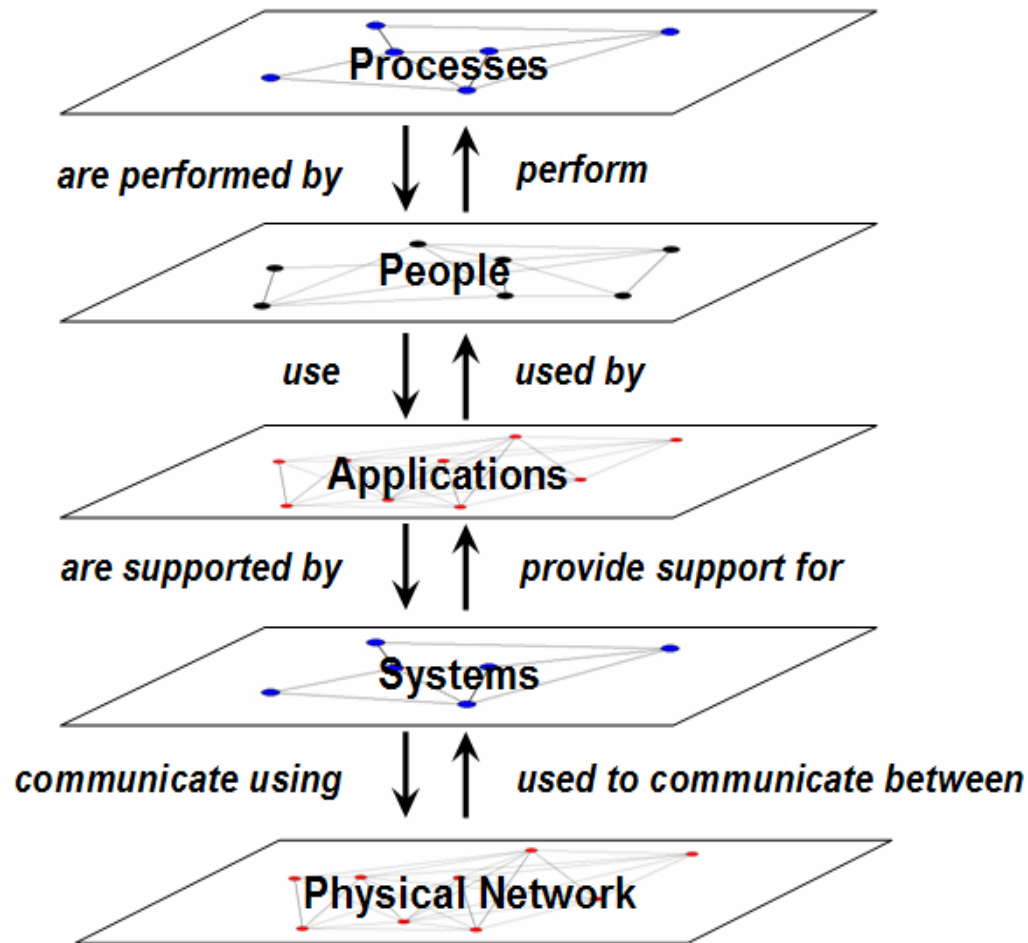 Processes
are performed by
perform
People
use
used by
Applications
are supported by
provide support for
Systems
communicate using
used to communicate between
Physical Network